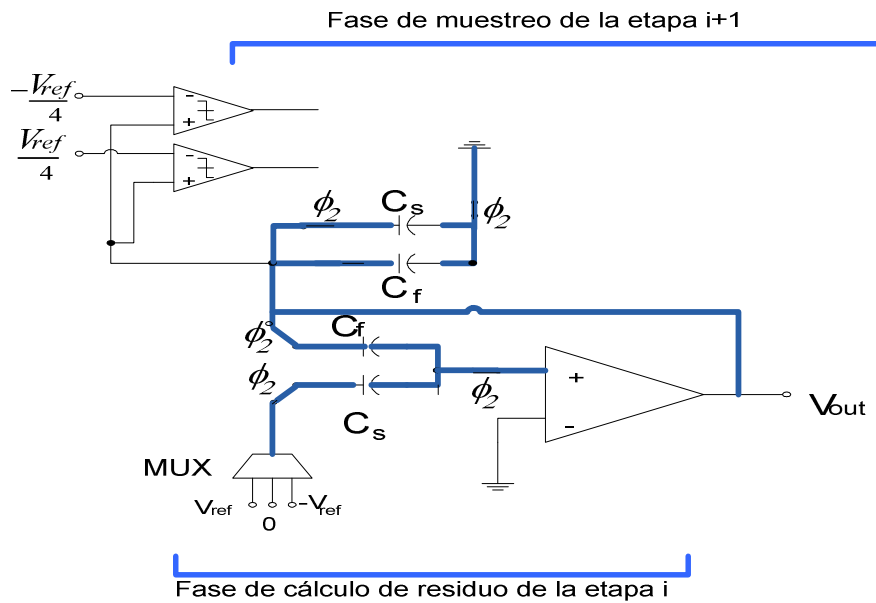 Fase de muestreo de la etapa i+1
-Vref/4
-
+
Vref/4
-
+
ϕ2
Cs
ϕ2
Cf
ϕ2
Cf
ϕ2
Cs
ϕ2
+
-
Vout
MUX
Vref
0
-Vref
Fase de cálculo de residuo de la etapa i